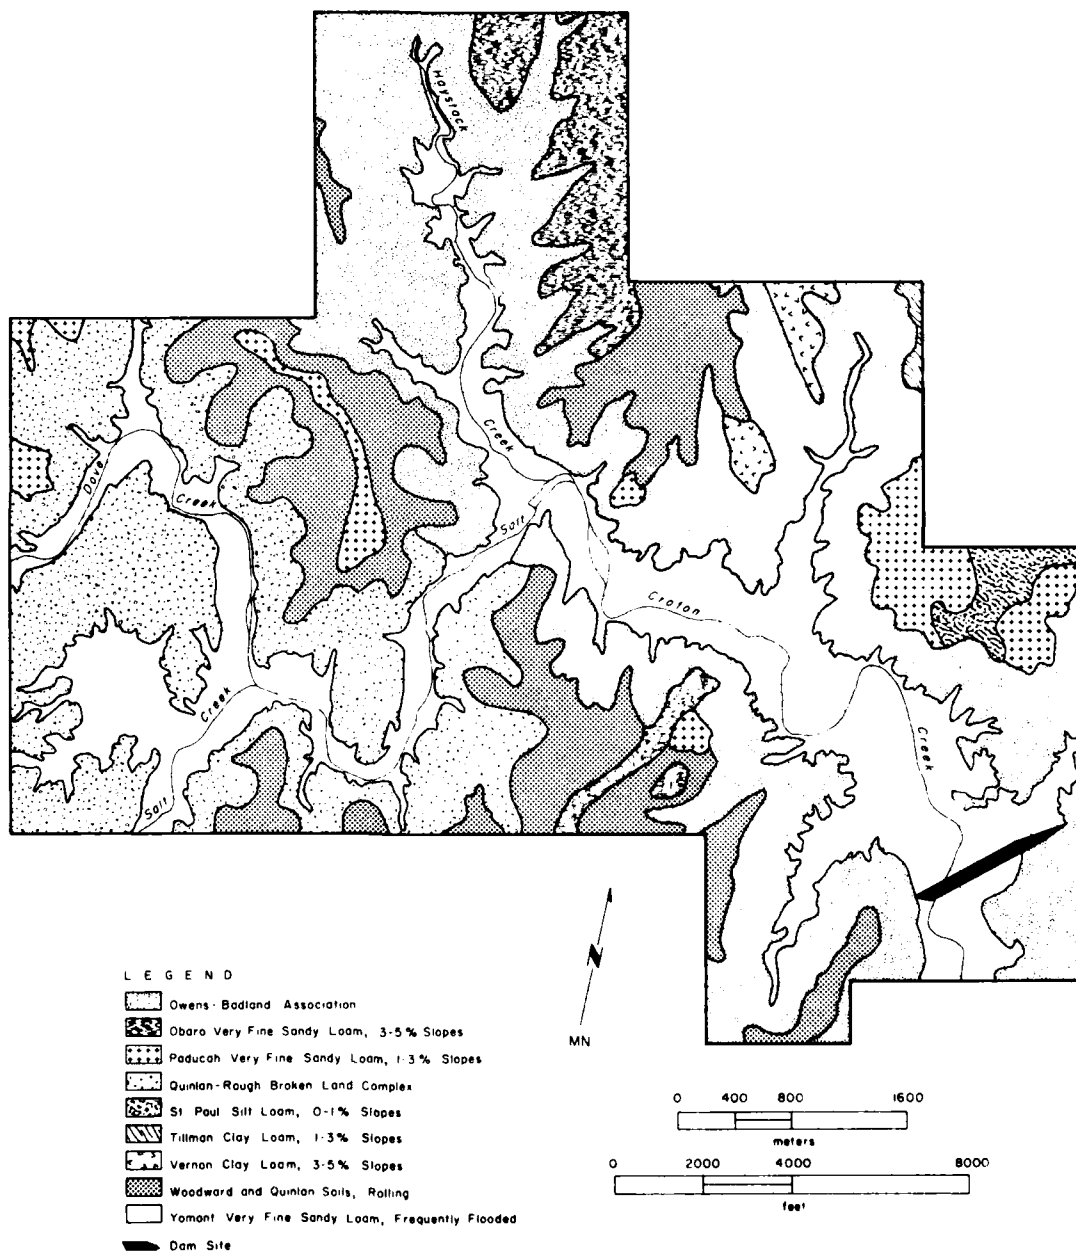 Haystack
Creek
Dove
Creek
Salt
Croton
Creek
Creek
Salt
N
MN
LEGEND
Owens-Badland Association
Obaro Very Fine Sandy Loam, 3-5% Slopes
Paducah Very Fine Sandy Loam, 1-3% Slopes
Quinlan-Rough Broken Land Complex
St Paul Silt Loam, 0-1% Slopes
Tillman Clay Loam, 1-3% Slopes
Vernon Clay Loam, 3-5% Slopes
Woodward and Quinlan Soils, Rolling
Yomont Very Fine Sandy Loam, Frequently Flooded
Dam Site
0 400 800 1600
meters
0 2000 4000 8000
feet